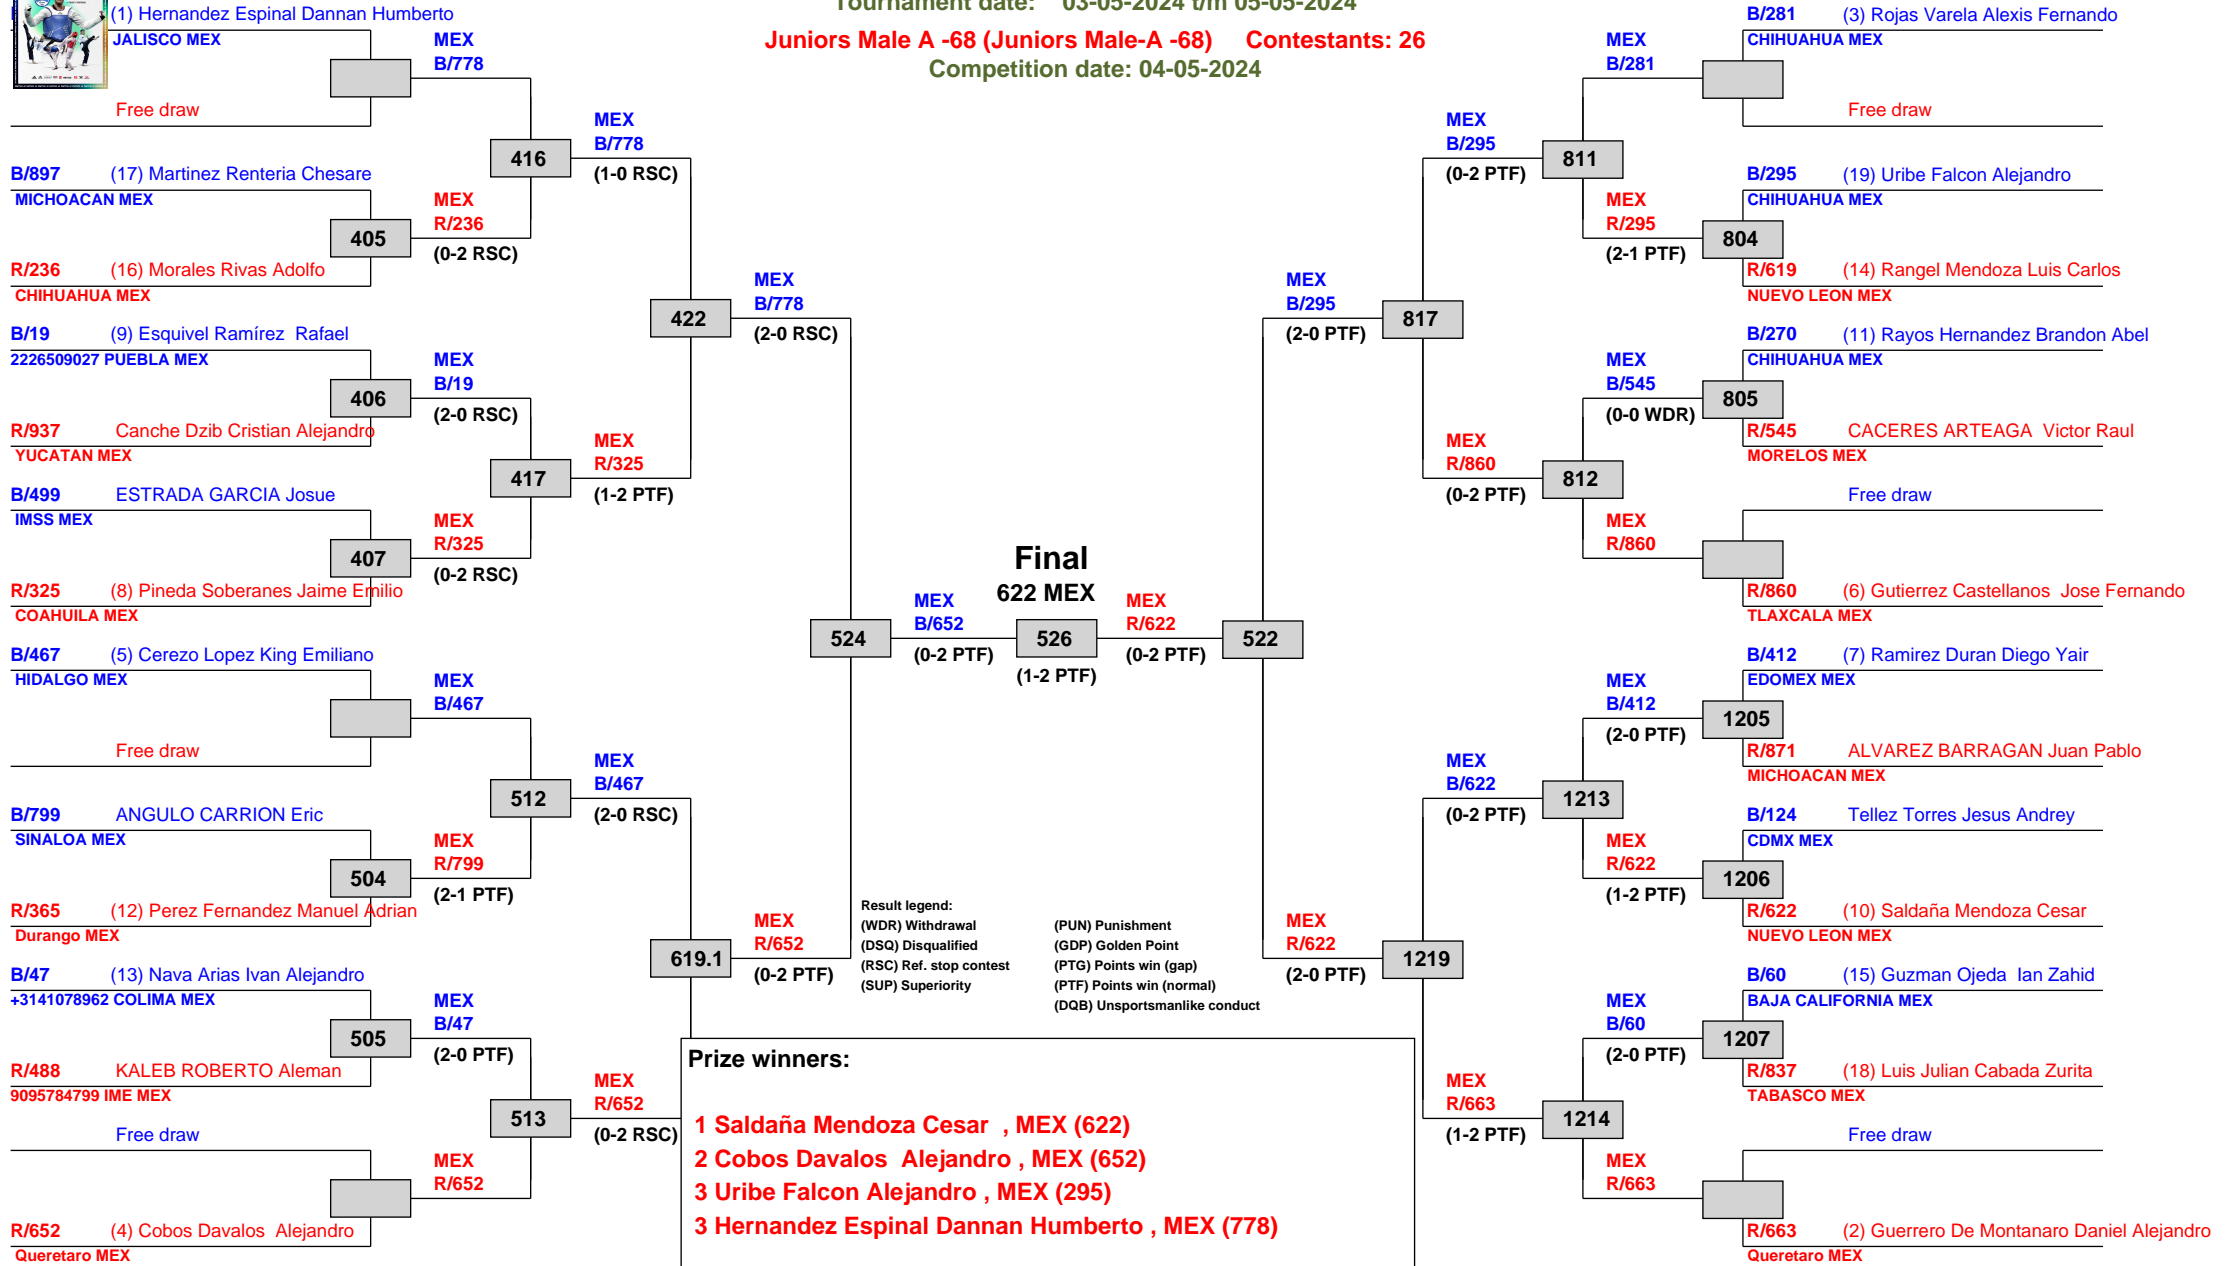 Tournament date: 03-05-2024 t/m 05-05-2024
Juniors Male A -68 (Juniors Male-A -68) Contestants: 26
Competition date: 04-05-2024
(1) Hernandez Espinal Dannan Humberto
JALISCO MEX
Free draw
B/897 (17) Martinez Renteria Chesare
MICHOACAN MEX
R/236 (16) Morales Rivas Adolfo
CHIHUAHUA MEX
B/19 (9) Esquivel Ramírez Rafael
2226509027 PUEBLA MEX
R/937 Canche Dzib Cristian Alejandro
YUCATAN MEX
B/499 ESTRADA GARCIA Josue
IMSS MEX
R/325 (8) Pineda Soberanes Jaime Emilio
COAHUILA MEX
B/467 (5) Cerezo Lopez King Emiliano
HIDALGO MEX
Free draw
B/799 ANGULO CARRION Eric
SINALOA MEX
R/365 (12) Perez Fernandez Manuel Adrian
Durango MEX
B/47 (13) Nava Arias Ivan Alejandro
+3141078962 COLIMA MEX
R/488 KALEB ROBERTO Aleman
9095784799 IME MEX
Free draw
R/652 (4) Cobos Davalos Alejandro
Queretaro MEX
405
406
407
504
505
MEX
B/778
MEX
R/236
(0-2 RSC)
MEX
B/19
(2-0 RSC)
MEX
R/325
(0-2 RSC)
MEX
B/467
MEX
R/799
(2-1 PTF)
MEX
B/47
(2-0 PTF)
MEX
R/652
416
417
512
513
MEX
B/778
(1-0 RSC)
MEX
R/325
(1-2 PTF)
MEX
B/467
(2-0 RSC)
MEX
R/652
(0-2 RSC)
422
619.1
MEX
B/778
(2-0 RSC)
MEX
R/652
(0-2 PTF)
524
MEX
B/652
(0-2 PTF)
Final
622 MEX
526
(1-2 PTF)
MEX
R/622
(0-2 PTF)
522
MEX
B/295
(2-0 PTF)
MEX
R/622
(2-0 PTF)
817
1219
MEX
B/295
(0-2 PTF)
MEX
R/860
(0-2 PTF)
MEX
B/622
(0-2 PTF)
MEX
R/663
(1-2 PTF)
811
812
1213
1214
MEX
B/281
MEX
R/295
(2-1 PTF)
MEX
B/545
(0-0 WDR)
MEX
R/860
MEX
B/412
(2-0 PTF)
MEX
R/622
(1-2 PTF)
MEX
B/60
(2-0 PTF)
MEX
R/663
804
805
1205
1206
1207
B/281 (3) Rojas Varela Alexis Fernando
CHIHUAHUA MEX
Free draw
B/295 (19) Uribe Falcon Alejandro
CHIHUAHUA MEX
R/619 (14) Rangel Mendoza Luis Carlos
NUEVO LEON MEX
B/270 (11) Rayos Hernandez Brandon Abel
CHIHUAHUA MEX
R/545 CACERES ARTEAGA Victor Raul
MORELOS MEX
Free draw
R/860 (6) Gutierrez Castellanos Jose Fernando
TLAXCALA MEX
B/412 (7) Ramirez Duran Diego Yair
EDOMEX MEX
R/871 ALVAREZ BARRAGAN Juan Pablo
MICHOACAN MEX
B/124 Tellez Torres Jesus Andrey
CDMX MEX
R/622 (10) Saldaña Mendoza Cesar
NUEVO LEON MEX
B/60 (15) Guzman Ojeda Ian Zahid
BAJA CALIFORNIA MEX
R/837 (18) Luis Julian Cabada Zurita
TABASCO MEX
Free draw
R/663 (2) Guerrero De Montanaro Daniel Alejandro
Queretaro MEX
Result legend:
(WDR) Withdrawal
(DSQ) Disqualified
(RSC) Ref. stop contest
(SUP) Superiority
(PUN) Punishment
(GDP) Golden Point
(PTG) Points win (gap)
(PTF) Points win (normal)
(DQB) Unsportsmanlike conduct
Prize winners:
1 Saldaña Mendoza Cesar , MEX (622)
2 Cobos Davalos Alejandro , MEX (652)
3 Uribe Falcon Alejandro , MEX (295)
3 Hernandez Espinal Dannan Humberto , MEX (778)